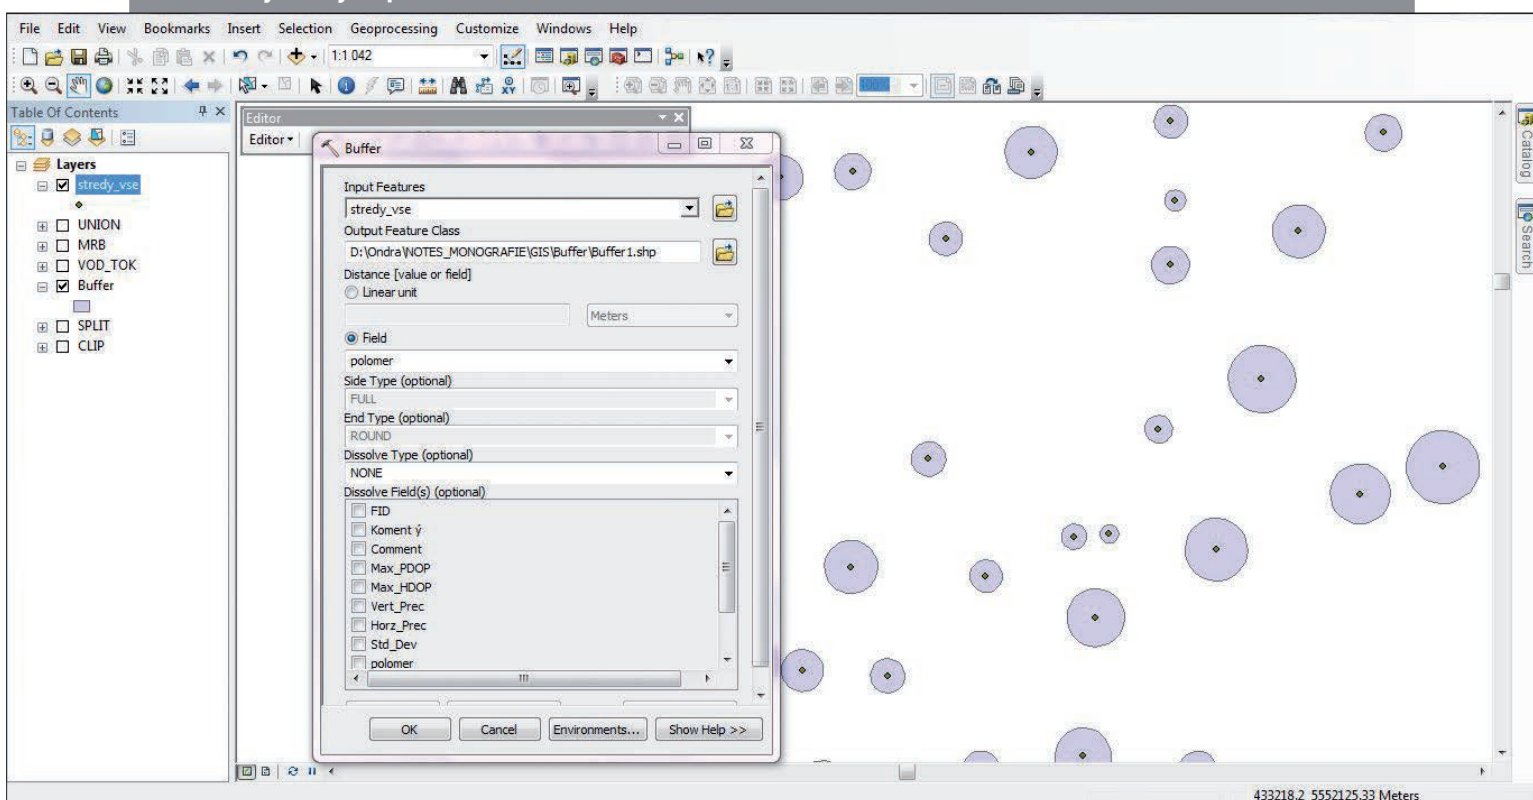 File Edit View Bookmarks Insert Selection Geoprocessing Customize Windows Help
1:1 042
100%
Table Of Contents
Layers
stredy_vse
UNION
MRB
VOD_TOK
Buffer
SPLIT
CLIP
Editor
Editor
Buffer
Input Features
stredy_vse
Output Feature Class
D:\Ondra\NOTES_MONOGRAFIE\GIS\Buffer\Buffer1.shp
Distance [value or field]
Linear unit
Meters
Field
polomer
Side Type (optional)
FULL
End Type (optional)
ROUND
Dissolve Type (optional)
NONE
Dissolve Field(s) (optional)
FID
Koment ý
Comment
Max_PDOP
Max_HDOP
Vert_Prec
Horz_Prec
Std_Dev
polomer
OK Cancel Environments... Show Help >>
Catalog
Search
433218,2 5552125,33 Meters